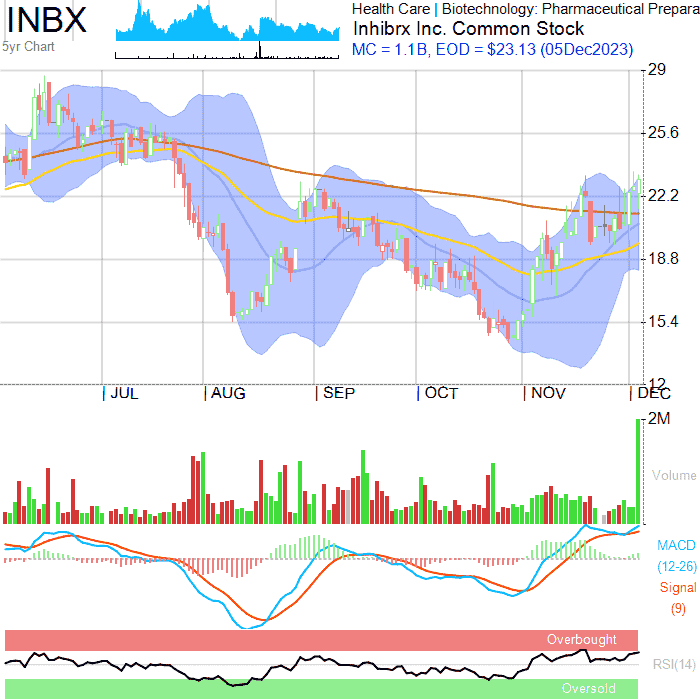 INBX
5yr Chart
Health Care | Biotechnology: Pharmaceutical Prepara
Inhibrx Inc. Common Stock
MC = 1.1B, EOD = $23.13 (05Dec2023)
29
25.6
22.2
18.8
15.4
12
JUL AUG SEP OCT NOV DEC
2M
Volume
MACD
(12-26)
Signal
(9)
Overbought
RSI(14)
Oversold